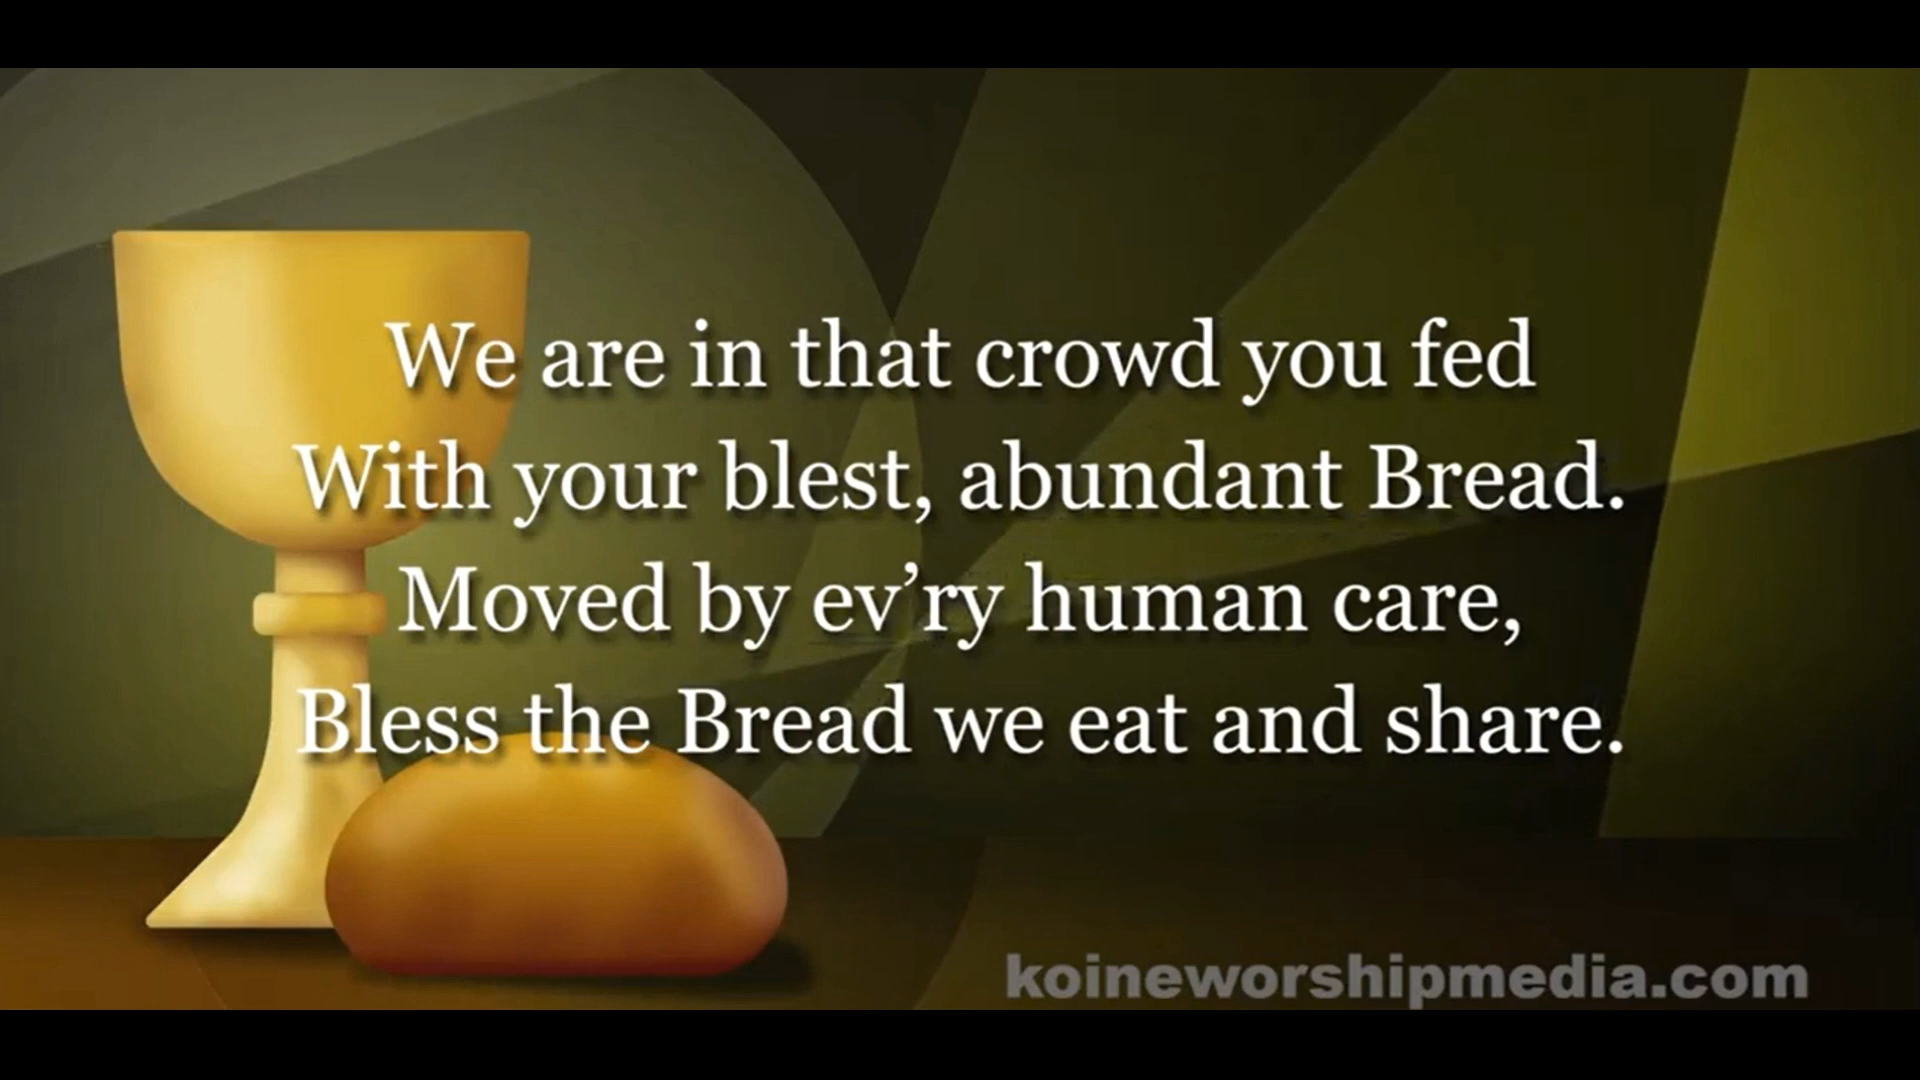 We are in that crowd you fed
With your blest, abundant Bread.
Moved by ev’ry human care,
Bless the Bread we eat and share.
koineworshipmedia.com